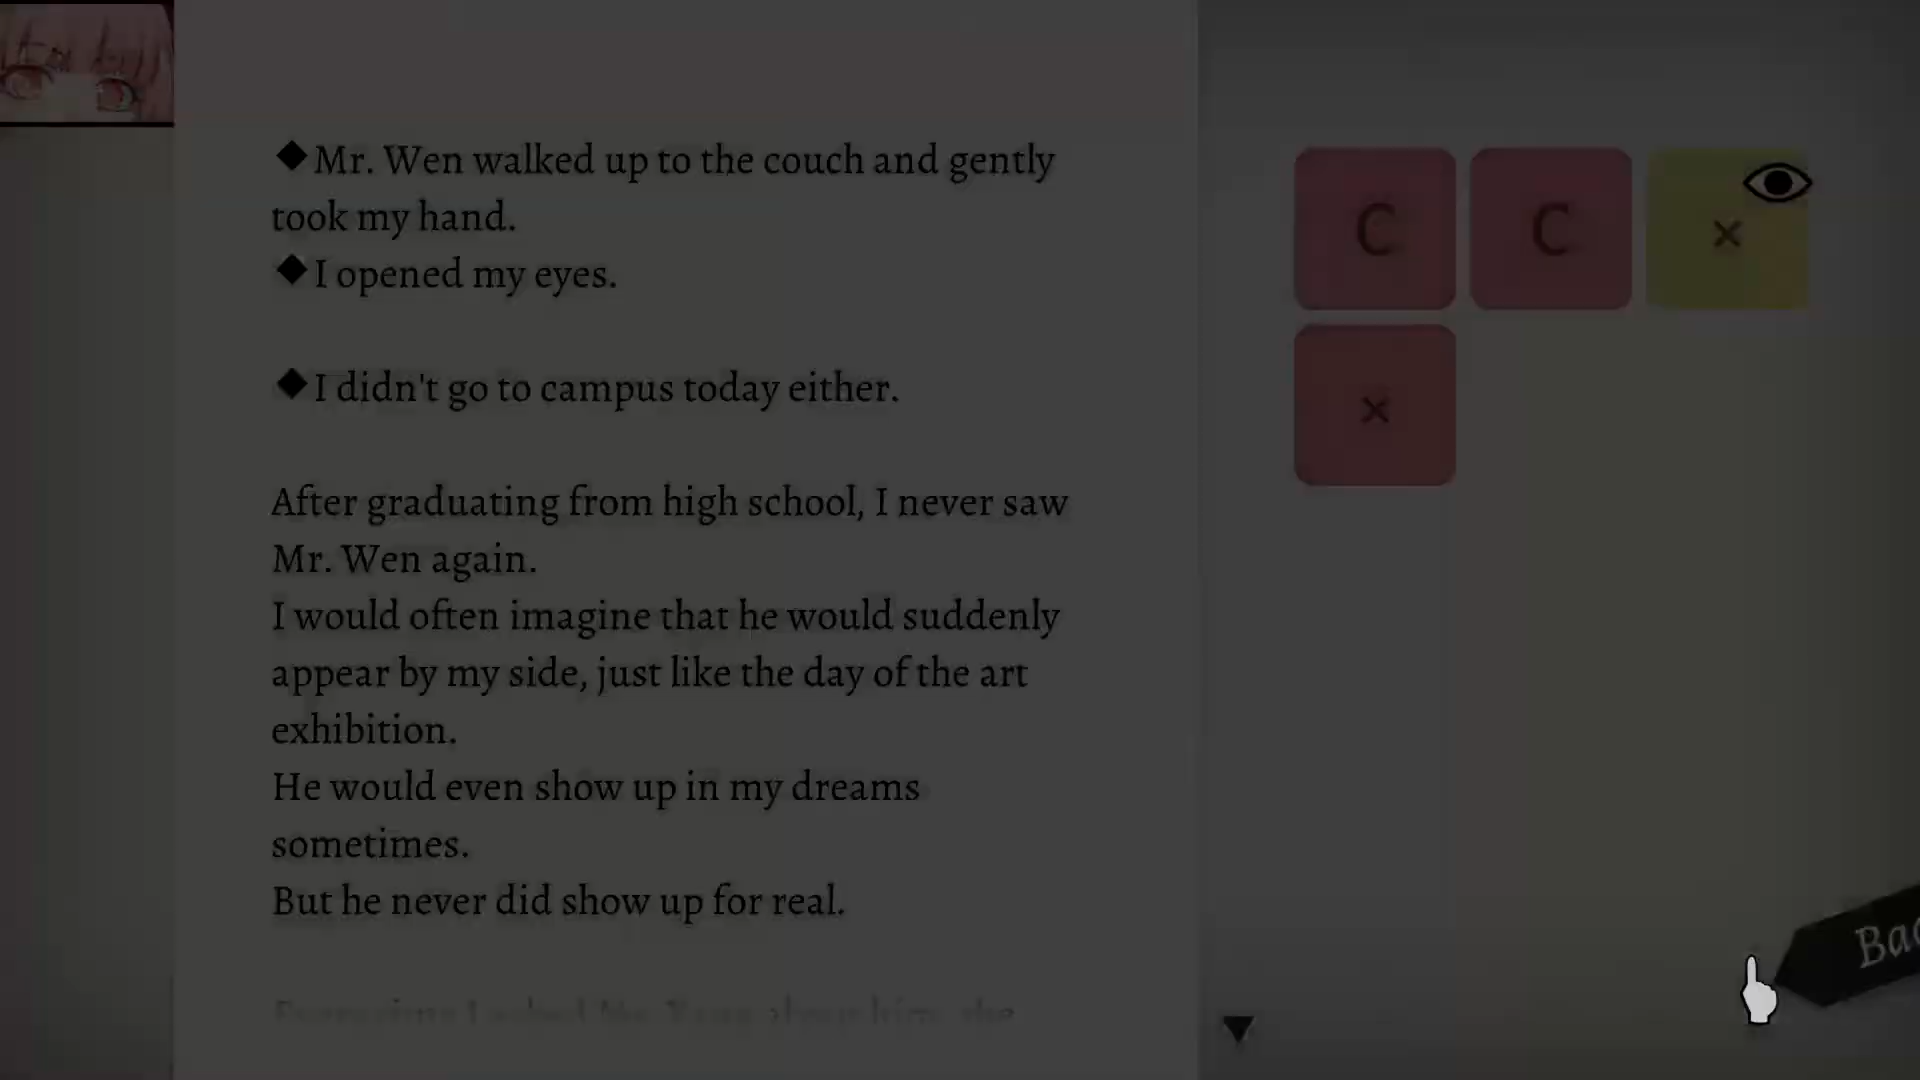 ◆Mr. Wen walked up to the couch and gently
took my hand.
◆I opened my eyes.
◆I didn't go to campus today either.
After graduating from high school, I never saw
Mr. Wen again.
I would often imagine that he would suddenly
appear by my side, just like the day of the art
exhibition.
He would even show up in my dreams
sometimes.
But he never did show up for real.
C C ×
×